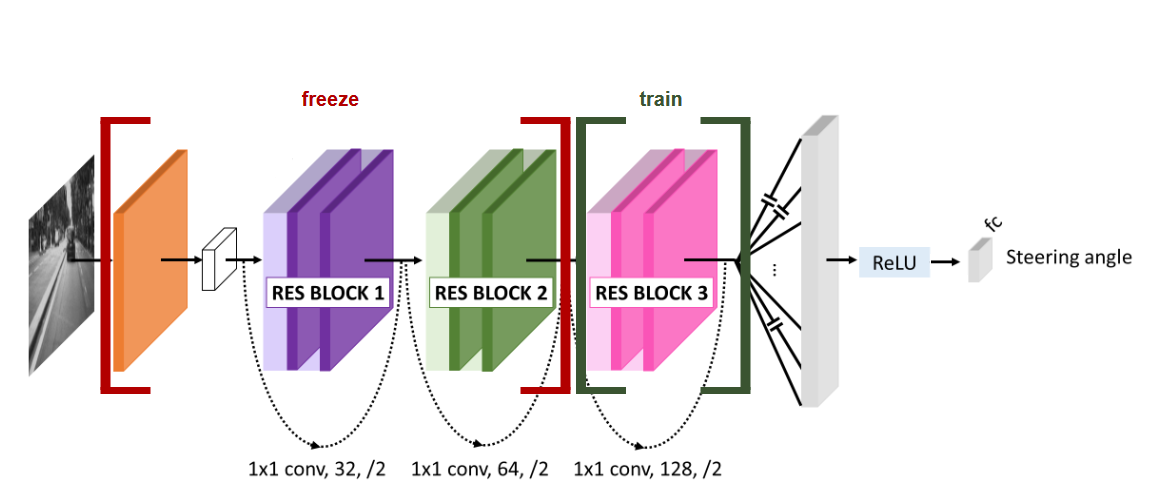 freeze
train
RES BLOCK 1
RES BLOCK 2
RES BLOCK 3
...
ReLU
fc
Steering angle
1x1 conv, 32, /2
1x1 conv, 64, /2
1x1 conv, 128, /2